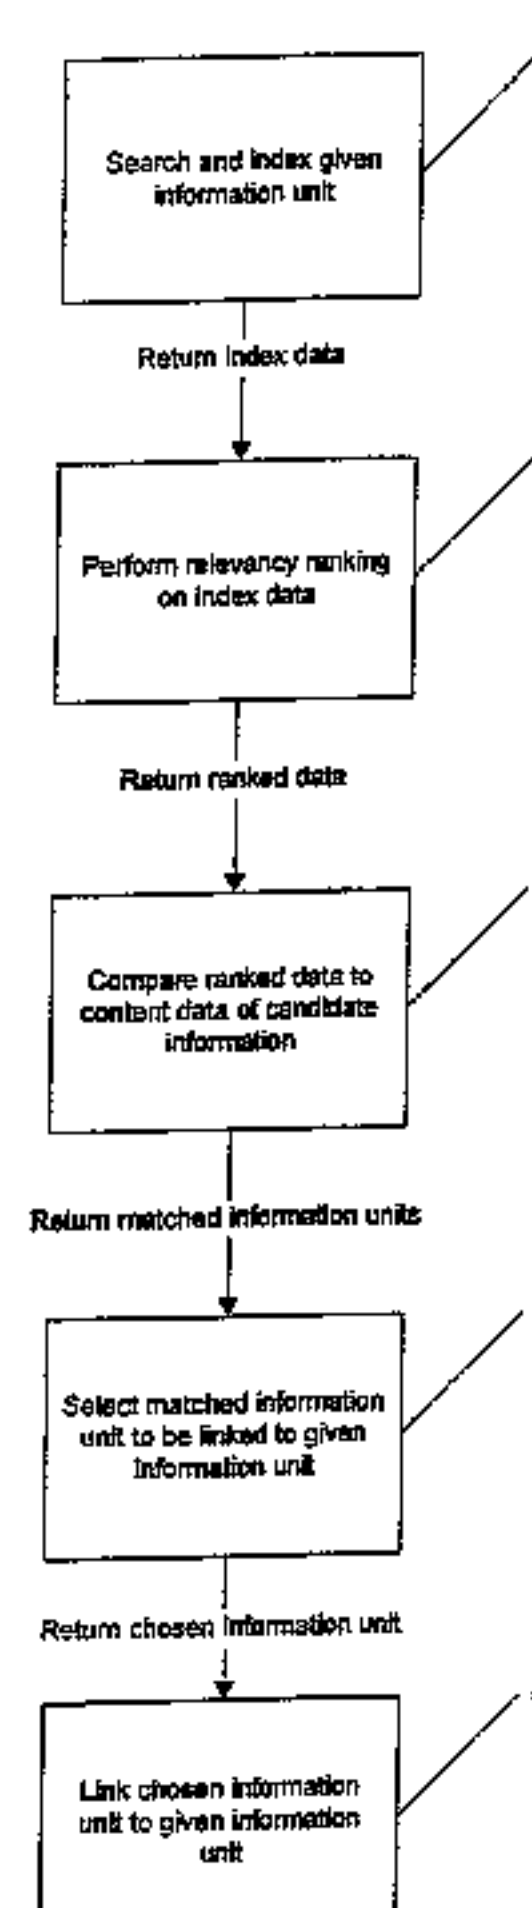 Search and index given
information unit
Return index data
Perform relevancy ranking
on index data
Return ranked data
Compare ranked data to
content data of candidate
information
Return matched information units
Select matched information
unit to be linked to given
information unit
Return chosen information unit
Link chosen information
unit to given information
unit